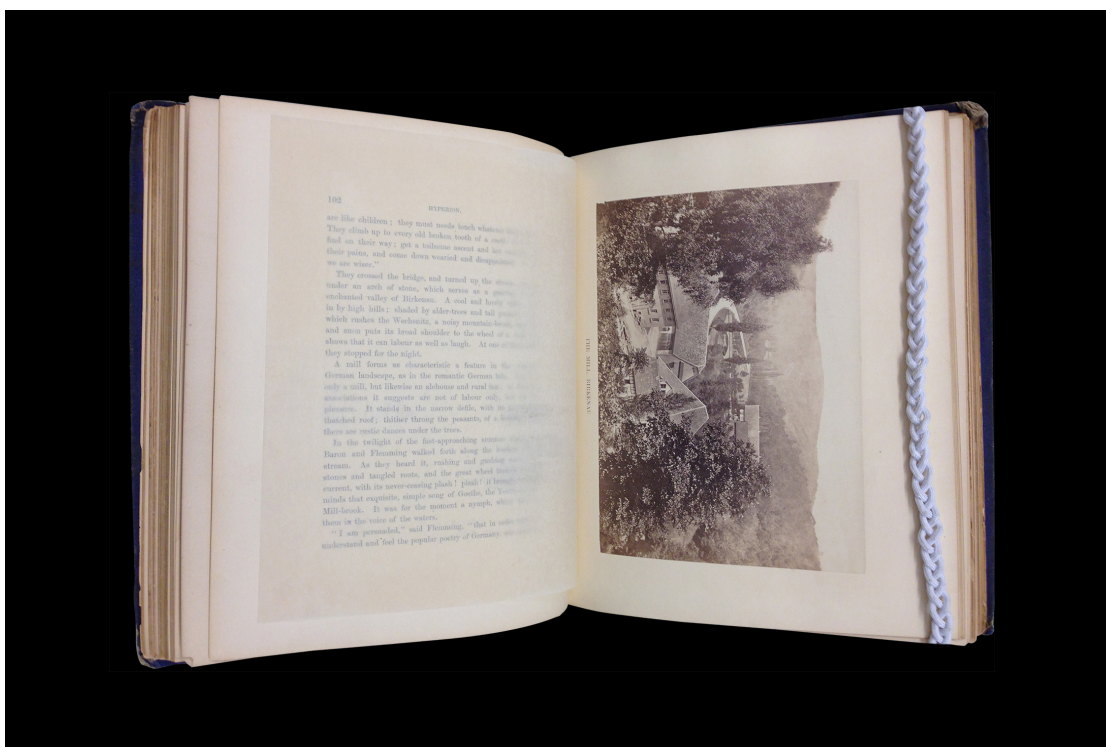 102
HYPERION.
are like children; they must needs touch
They climb up to every old broken tooth of a
find on their way; get a toilsome ascent and
their pains, and come down wearied and
we are wiser."
They crossed the bridge, and turned up the
under an arch of stone, which serves as a
enchanted valley of Birkenau. A cool and
in by high hills; shaded by alder-trees and tall
which rushes the Wechsnitz, a noisy mountain
and anon puts its broad shoulder to the wheel of a
shows that it can labour as well as laugh. At one of
they stopped for the night.
A mill forms as characteristic a feature in the
German landscape, as in the romantic German
only a mill, but likewise an alehouse and rural inn;
associations it suggests are not of labour only,
pleasure. It stands in the narrow defile, with its
thatched roof; thither throng the peasants, of a
there are rustic dances under the trees.
In the twilight of the fast-approaching summer
Baron and Flemming walked forth along the
stream. As they heard it, rushing and gushing
stones and tangled roots, and the great wheel
current, with its never-ceasing plash! plash! it
minds that exquisite, simple song of Goethe, the
Mill-brook. It was for the moment a nymph,
them in the voice of the waters.
"I am persuaded," said Flemming, "that in
understand and feel the popular poetry of Germany
THE MILL, BIRKENAU